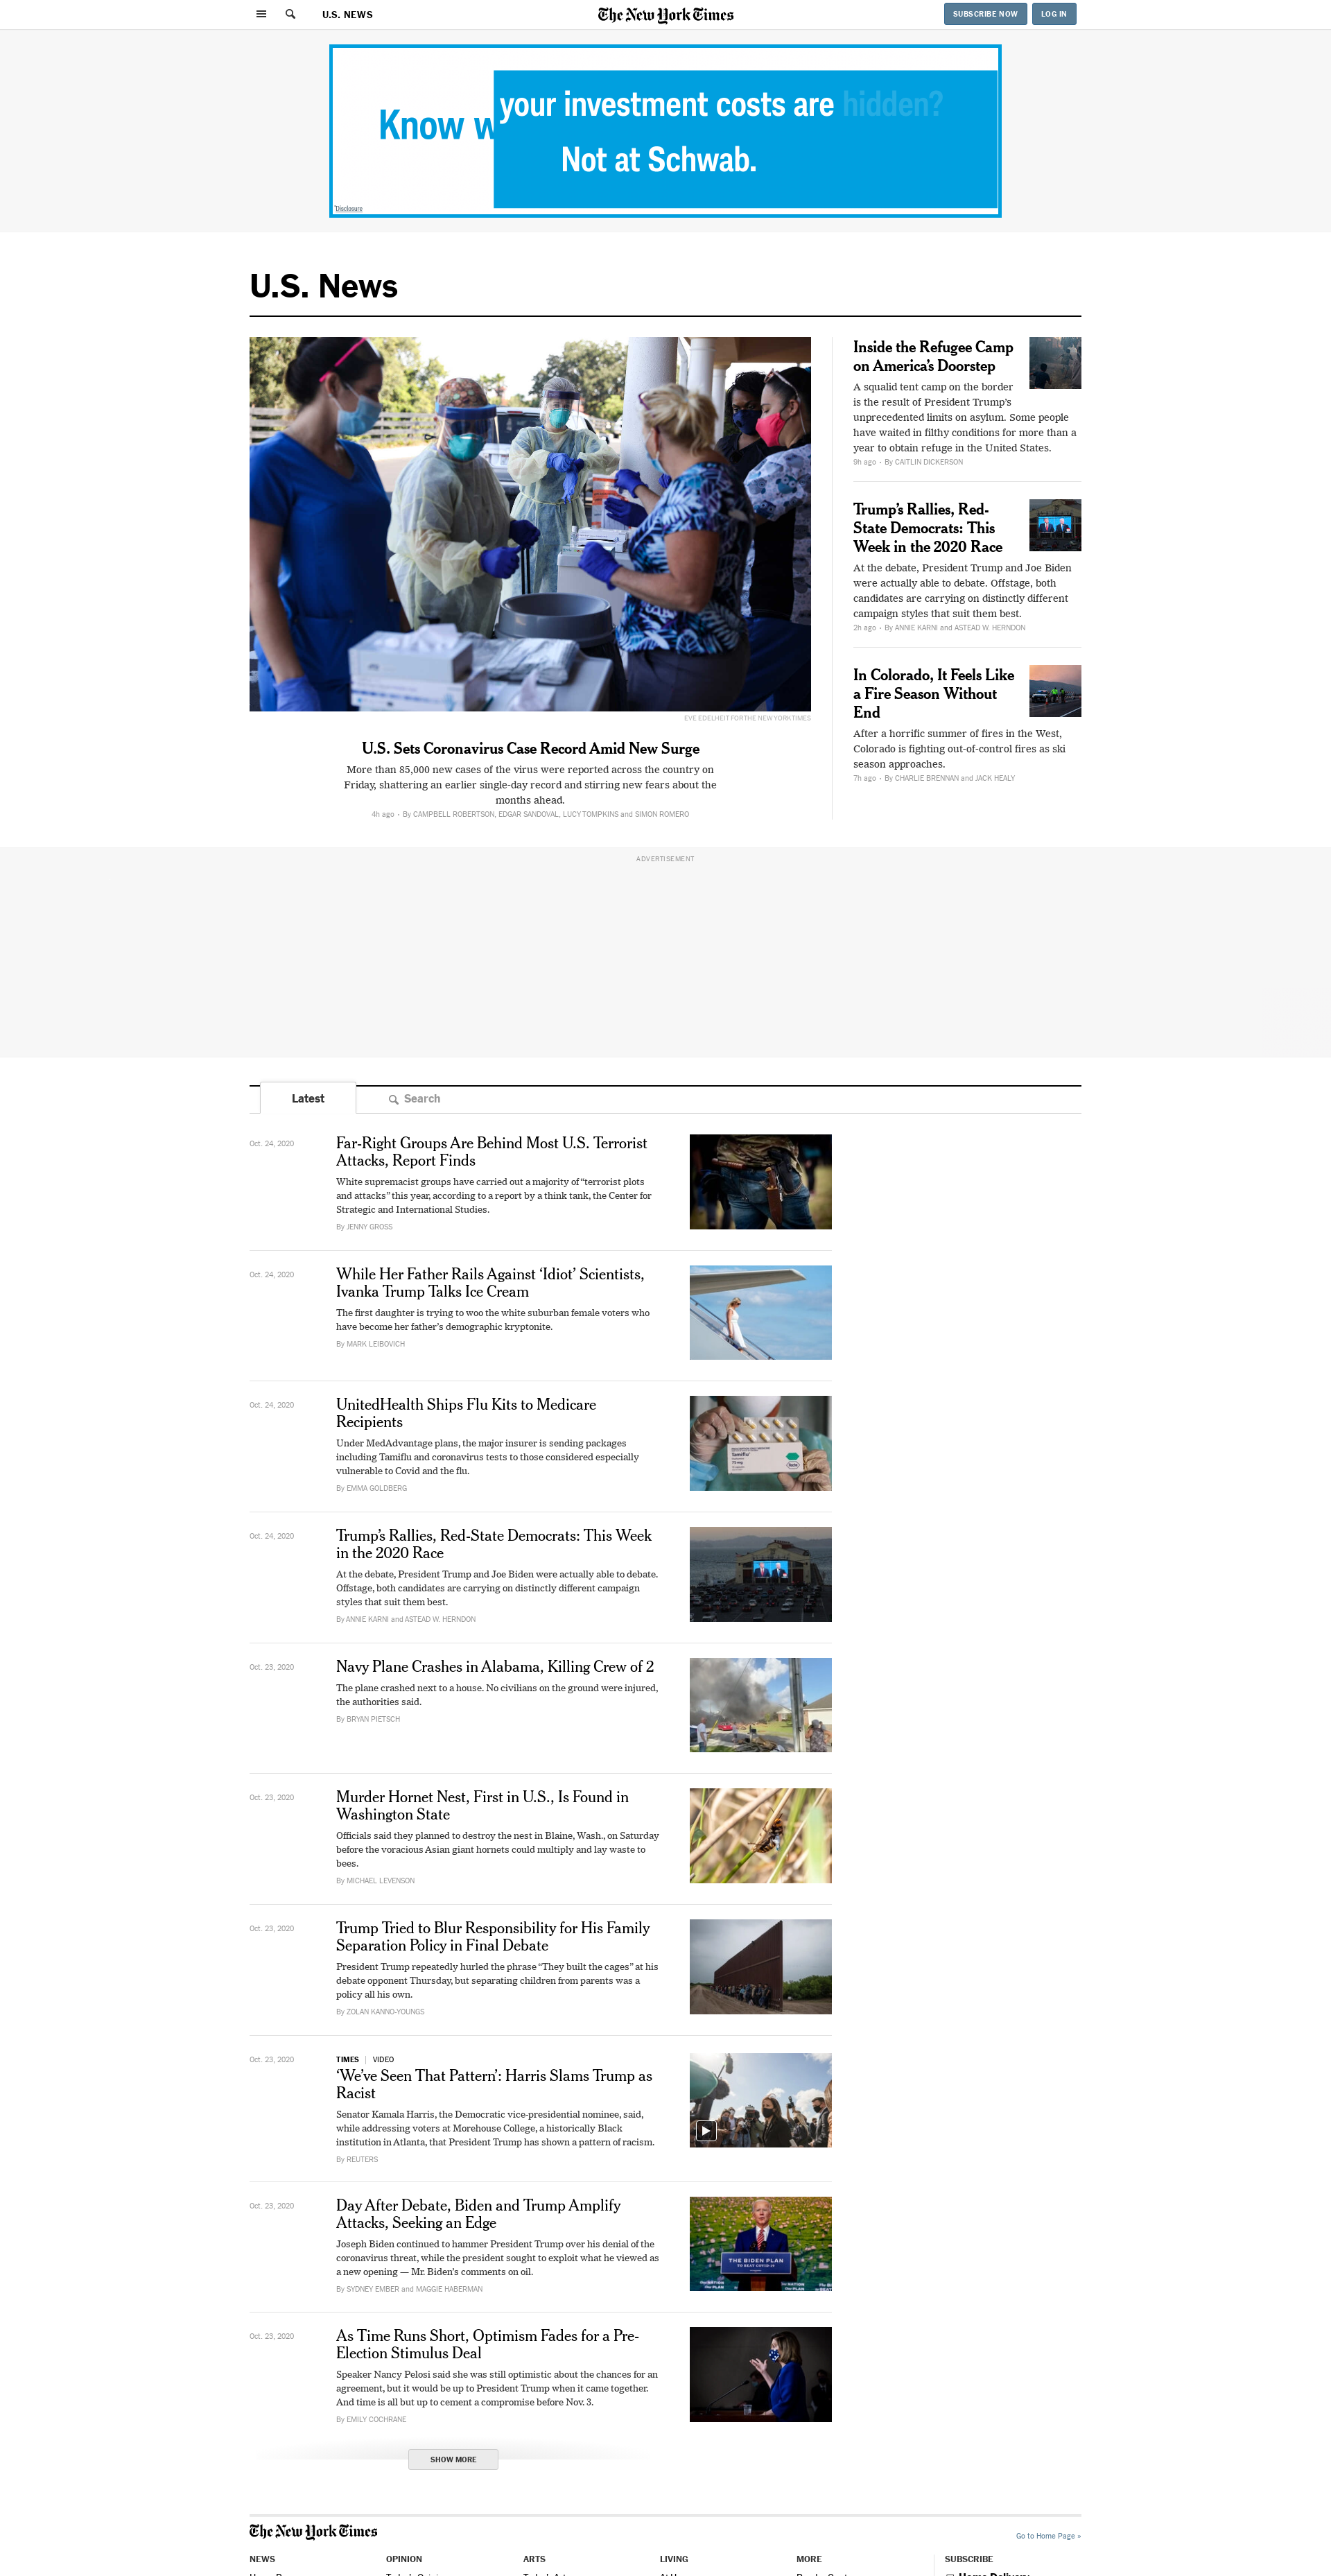 U.S. NEWS
The New York Times
SUBSCRIBE NOW
LOG IN
Know w
your investment costs are hidden?
Not at Schwab.
Disclosure
U.S. News
EVE EDELHEIT FOR THE NEW YORK TIMES
U.S. Sets Coronavirus Case Record Amid New Surge
More than 85,000 new cases of the virus were reported across the country on
Friday, shattering an earlier single-day record and stirring new fears about the
months ahead.
4h ago • By CAMPBELL ROBERTSON, EDGAR SANDOVAL, LUCY TOMPKINS and SIMON ROMERO
Inside the Refugee Camp
on America’s Doorstep
A squalid tent camp on the border
is the result of President Trump’s
unprecedented limits on asylum. Some people
have waited in filthy conditions for more than a
year to obtain refuge in the United States.
9h ago • By CAITLIN DICKERSON
Trump’s Rallies, Red-
State Democrats: This
Week in the 2020 Race
At the debate, President Trump and Joe Biden
were actually able to debate. Offstage, both
candidates are carrying on distinctly different
campaign styles that suit them best.
2h ago • By ANNIE KARNI and ASTEAD W. HERNDON
In Colorado, It Feels Like
a Fire Season Without
End
After a horrific summer of fires in the West,
Colorado is fighting out-of-control fires as ski
season approaches.
7h ago • By CHARLIE BRENNAN and JACK HEALY
ADVERTISEMENT
Latest
Search
Oct. 24, 2020
Far-Right Groups Are Behind Most U.S. Terrorist
Attacks, Report Finds
White supremacist groups have carried out a majority of “terrorist plots
and attacks” this year, according to a report by a think tank, the Center for
Strategic and International Studies.
By JENNY GROSS
Oct. 24, 2020
While Her Father Rails Against ‘Idiot’ Scientists,
Ivanka Trump Talks Ice Cream
The first daughter is trying to woo the white suburban female voters who
have become her father’s demographic kryptonite.
By MARK LEIBOVICH
Oct. 24, 2020
UnitedHealth Ships Flu Kits to Medicare
Recipients
Under MedAdvantage plans, the major insurer is sending packages
including Tamiflu and coronavirus tests to those considered especially
vulnerable to Covid and the flu.
By EMMA GOLDBERG
Tamiflu
Oct. 24, 2020
Trump’s Rallies, Red-State Democrats: This Week
in the 2020 Race
At the debate, President Trump and Joe Biden were actually able to debate.
Offstage, both candidates are carrying on distinctly different campaign
styles that suit them best.
By ANNIE KARNI and ASTEAD W. HERNDON
Oct. 23, 2020
Navy Plane Crashes in Alabama, Killing Crew of 2
The plane crashed next to a house. No civilians on the ground were injured,
the authorities said.
By BRYAN PIETSCH
Oct. 23, 2020
Murder Hornet Nest, First in U.S., Is Found in
Washington State
Officials said they planned to destroy the nest in Blaine, Wash., on Saturday
before the voracious Asian giant hornets could multiply and lay waste to
bees.
By MICHAEL LEVENSON
Oct. 23, 2020
Trump Tried to Blur Responsibility for His Family
Separation Policy in Final Debate
President Trump repeatedly hurled the phrase “They built the cages” at his
debate opponent Thursday, but separating children from parents was a
policy all his own.
By ZOLAN KANNO-YOUNGS
Oct. 23, 2020
TIMES | VIDEO
‘We’ve Seen That Pattern’: Harris Slams Trump as
Racist
Senator Kamala Harris, the Democratic vice-presidential nominee, said,
while addressing voters at Morehouse College, a historically Black
institution in Atlanta, that President Trump has shown a pattern of racism.
By REUTERS
Oct. 23, 2020
Day After Debate, Biden and Trump Amplify
Attacks, Seeking an Edge
Joseph Biden continued to hammer President Trump over his denial of the
coronavirus threat, while the president sought to exploit what he viewed as
a new opening — Mr. Biden’s comments on oil.
By SYDNEY EMBER and MAGGIE HABERMAN
THE BIDEN PLAN
TO BEAT COVID-19
Oct. 23, 2020
As Time Runs Short, Optimism Fades for a Pre-
Election Stimulus Deal
Speaker Nancy Pelosi said she was still optimistic about the chances for an
agreement, but it would be up to President Trump when it came together.
And time is all but up to cement a compromise before Nov. 3.
By EMILY COCHRANE
SHOW MORE
The New York Times
Go to Home Page »
NEWS
OPINION
ARTS
LIVING
MORE
SUBSCRIBE
Home Delivery